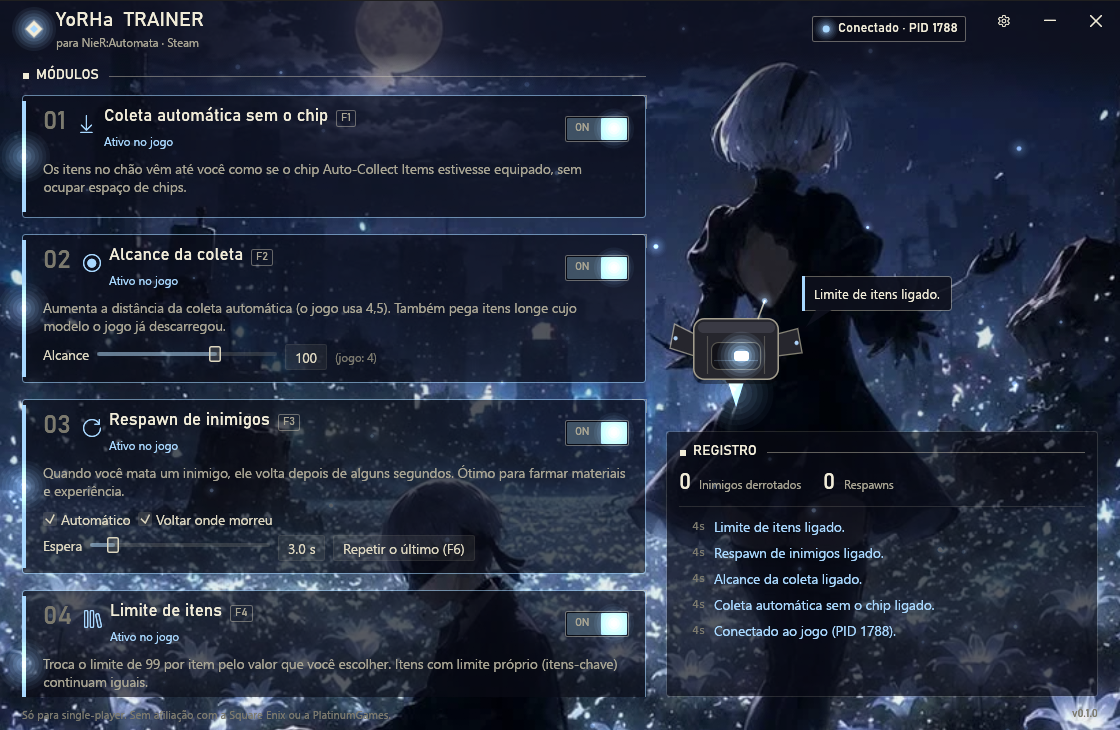 YoRHa TRAINER
para NieR:Automata · Steam
Conectado · PID 1788
MÓDULOS
01 Coleta automática sem o chip F1
Ativo no jogo
ON
Os itens no chão vêm até você como se o chip Auto-Collect Items estivesse equipado, sem
ocupar espaço de chips.
02 Alcance da coleta F2
Ativo no jogo
ON
Aumenta a distância da coleta automática (o jogo usa 4,5). Também pega itens longe cujo
modelo o jogo já descarregou.
Alcance 100 (jogo: 4)
03 Respawn de inimigos F3
Ativo no jogo
ON
Quando você mata um inimigo, ele volta depois de alguns segundos. Ótimo para farmar materiais
e experiência.
Automático Voltar onde morreu
Espera 3.0 s Repetir o último (F6)
04 Limite de itens F4
Ativo no jogo
ON
Troca o limite de 99 por item pelo valor que você escolher. Itens com limite próprio (itens-chave)
continuam iguais.
Só para single-player. Sem afiliação com a Square Enix ou a PlatinumGames.
Limite de itens ligado.
REGISTRO
0 Inimigos derrotados 0 Respawns
4s Limite de itens ligado.
4s Respawn de inimigos ligado.
4s Alcance da coleta ligado.
4s Coleta automática sem o chip ligado.
4s Conectado ao jogo (PID 1788).
v0.1.0